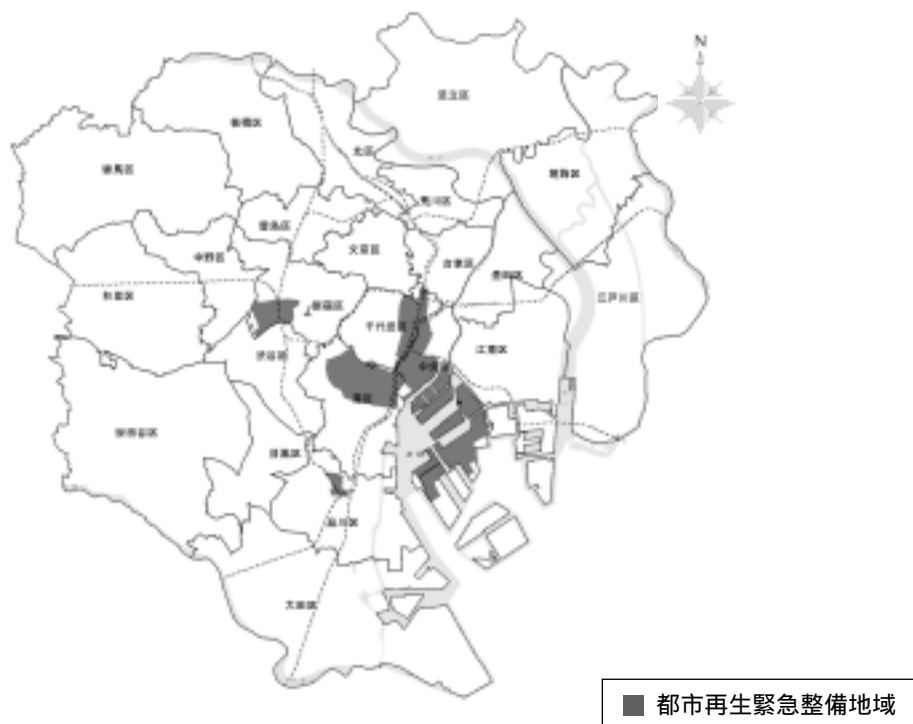 N
足立区
板橋区
北区
葛飾区
練馬区
荒川区
豊島区
文京区
台東区
中野区
墨田区
杉並区
新宿区
江戸川区
千代田区
江東区
渋谷区
中央区
港区
世田谷区
目黒区
品川区
大田区
都市再生緊急整備地域